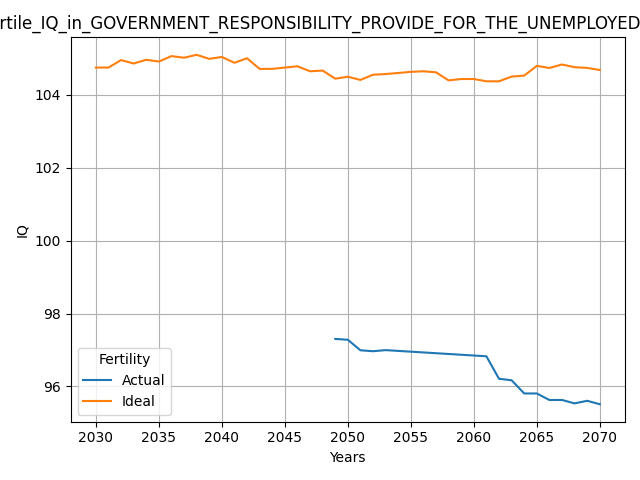 rtile_IQ_in_GOVERNMENT_RESPONSIBILITY_PROVIDE_FOR_THE_UNEMPLOYED
104
102
100
98
96
IQ
Fertility
Actual
Ideal
2030 2035 2040 2045 2050 2055 2060 2065 2070
Years